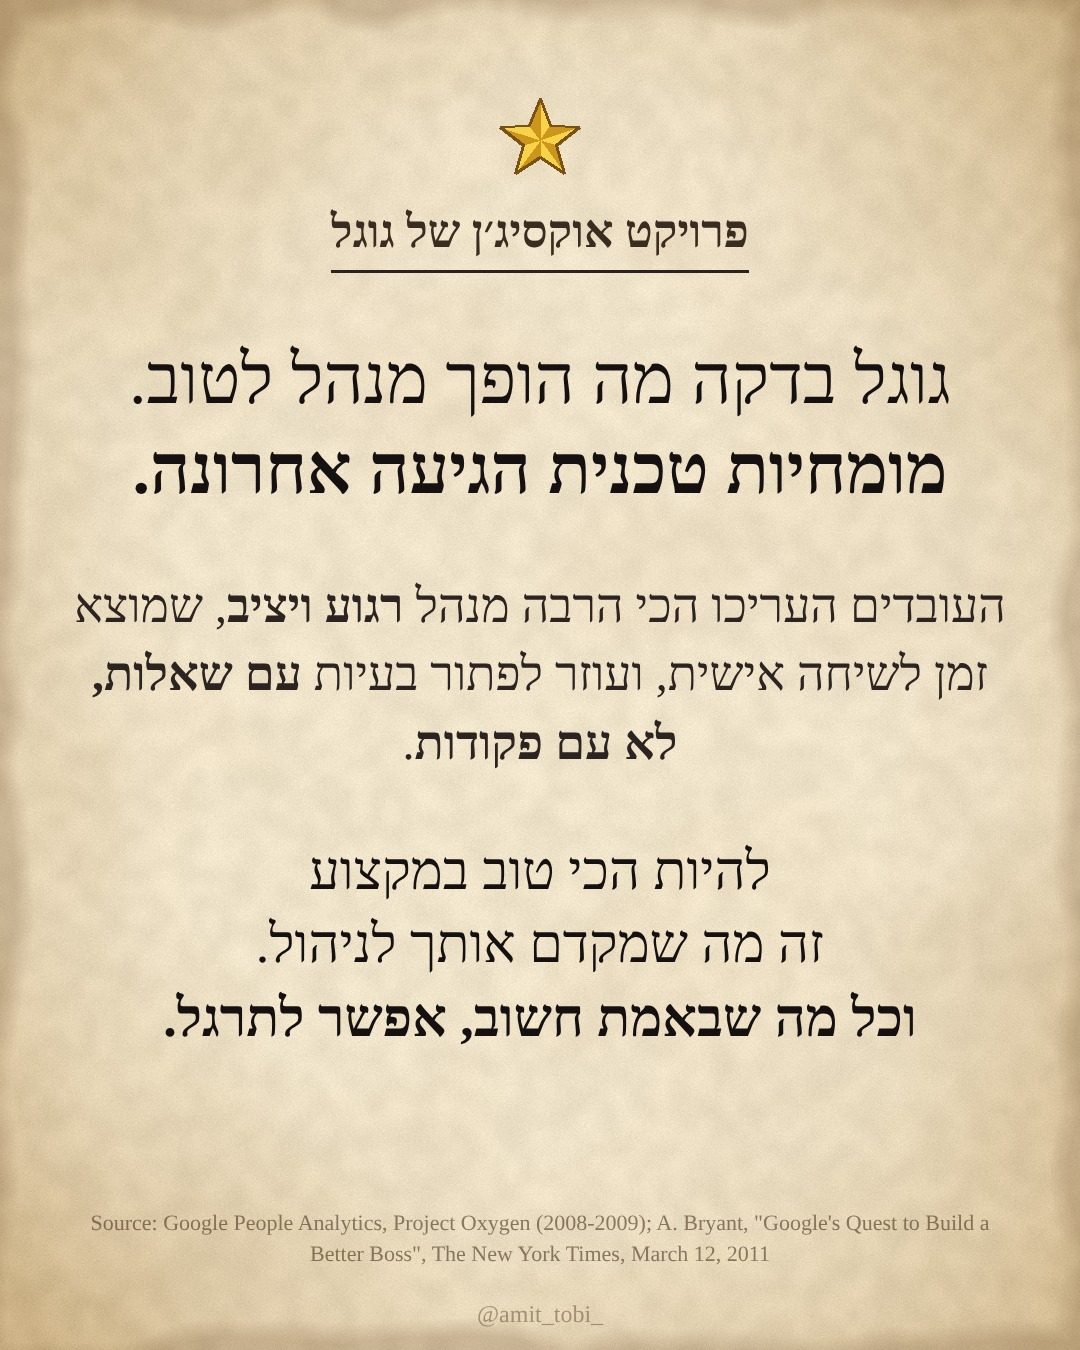 פרויקט אוקסיג׳ן של גוגל
גוגל בדקה מה הופך מנהל לטוב.
מומחיות טכנית הגיעה אחרונה.
העובדים העריכו הכי הרבה מנהל רגוע ויציב, שמוצא
זמן לשיחה אישית, ועוזר לפתור בעיות עם שאלות,
לא עם פקודות.
להיות הכי טוב במקצוע
זה מה שמקדם אותך לניהול.
וכל מה שבאמת חשוב, אפשר לתרגל.
Source: Google People Analytics, Project Oxygen (2008-2009); A. Bryant, "Google's Quest to Build a
Better Boss", The New York Times, March 12, 2011
@amit_tobi_